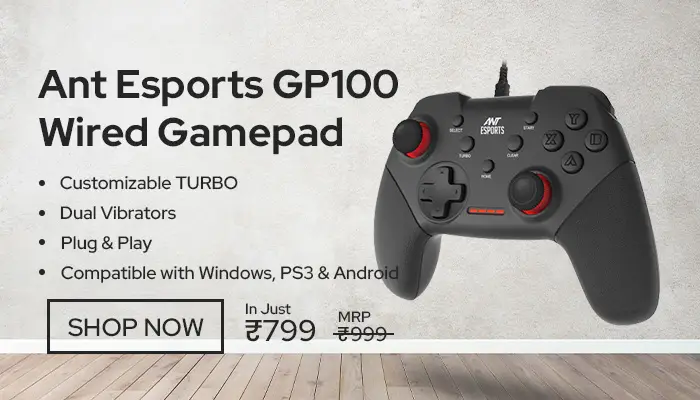 Ant Esports GP100
Wired Gamepad
• Customizable TURBO
• Dual Vibrators
• Plug & Play
• Compatible with Windows, PS3 & Android
SHOP NOW
In Just
₹799
MRP
₹999
ANT
ESPORTS
SELECT
START
TURBO
CLEAR
HOME
Y
X
A